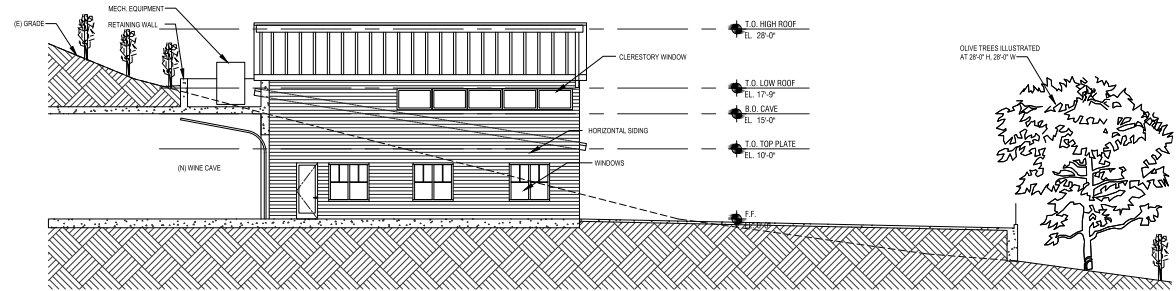 MECH. EQUIPMENT
(E) GRADE
RETAINING WALL
T.O. HIGH ROOF
EL. 28'-0"
CLERESTORY WINDOW
OLIVE TREES ILLUSTRATED
AT 28'-0" H, 28'-0" W
T.O. LOW ROOF
EL. 17'-9"
B.O. CAVE
EL. 15'-0"
HORIZONTAL SIDING
T.O. TOP PLATE
EL. 10'-0"
WINDOWS
(N) WINE CAVE
F.F.